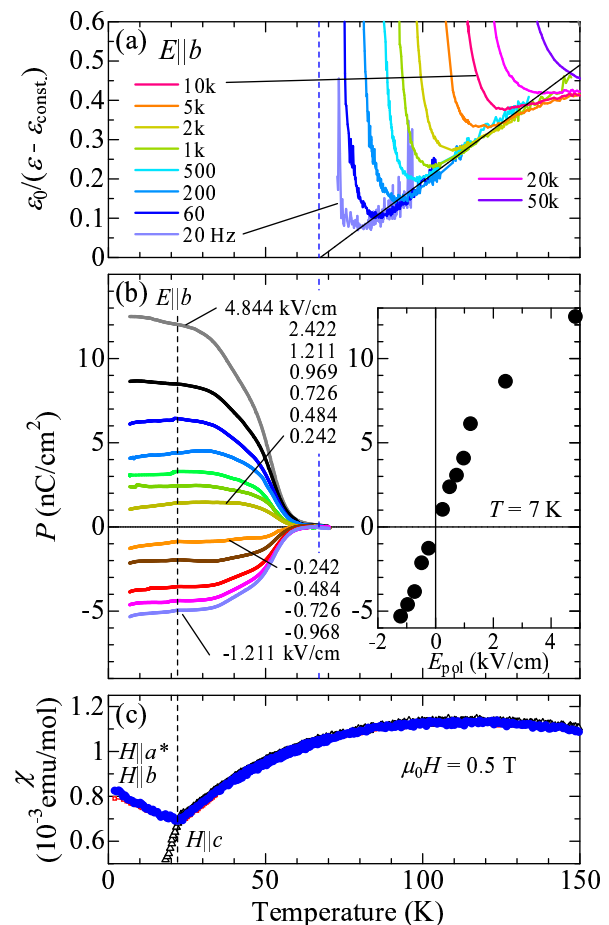 (a) E||b
10k
5k
2k
1k
500
200
60
20 Hz
20k
50k
ε0/(ε - εconst.)
0.6
0.5
0.4
0.3
0.2
0.1
0
(b) E||b
4.844 kV/cm
2.422
1.211
0.969
0.726
0.484
0.242
-0.242
-0.484
-0.726
-0.968
-1.211 kV/cm
P (nC/cm²)
10
5
0
-5
10
5
0
-5
T = 7 K
-2 0 2 4
Epol (kV/cm)
(c)
H||a*
H||b
H||c
μ0H = 0.5 T
χ
(10⁻³emu/mol)
1.2
1
0.8
0.6
0 50 100 150
Temperature (K)